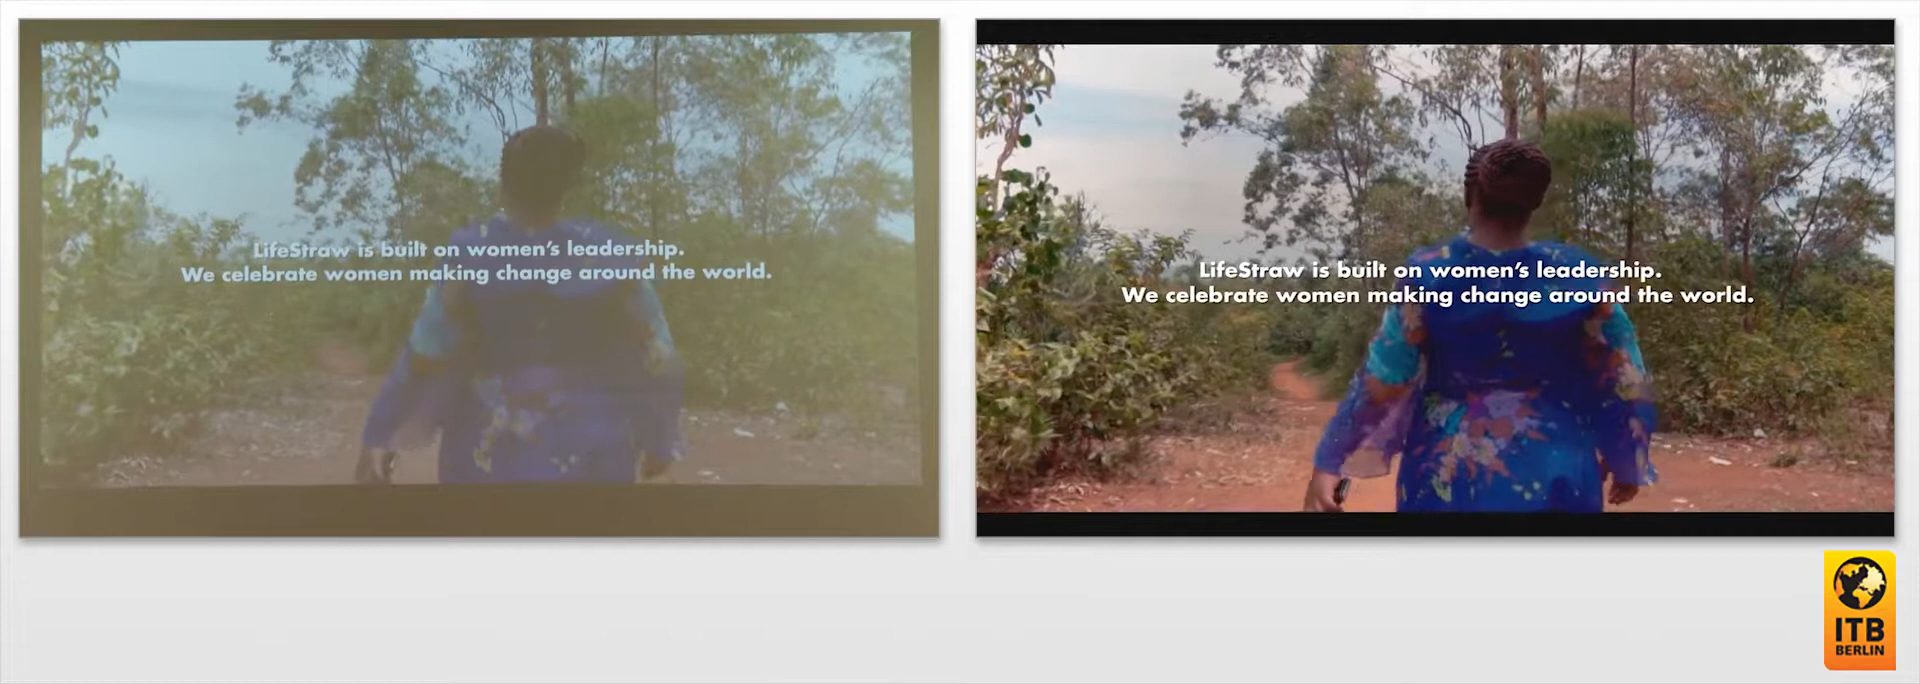 LifeStraw is built on women's leadership.
We celebrate women making change around the world.
LifeStraw is built on women's leadership.
We celebrate women making change around the world.
ITB
BERLIN